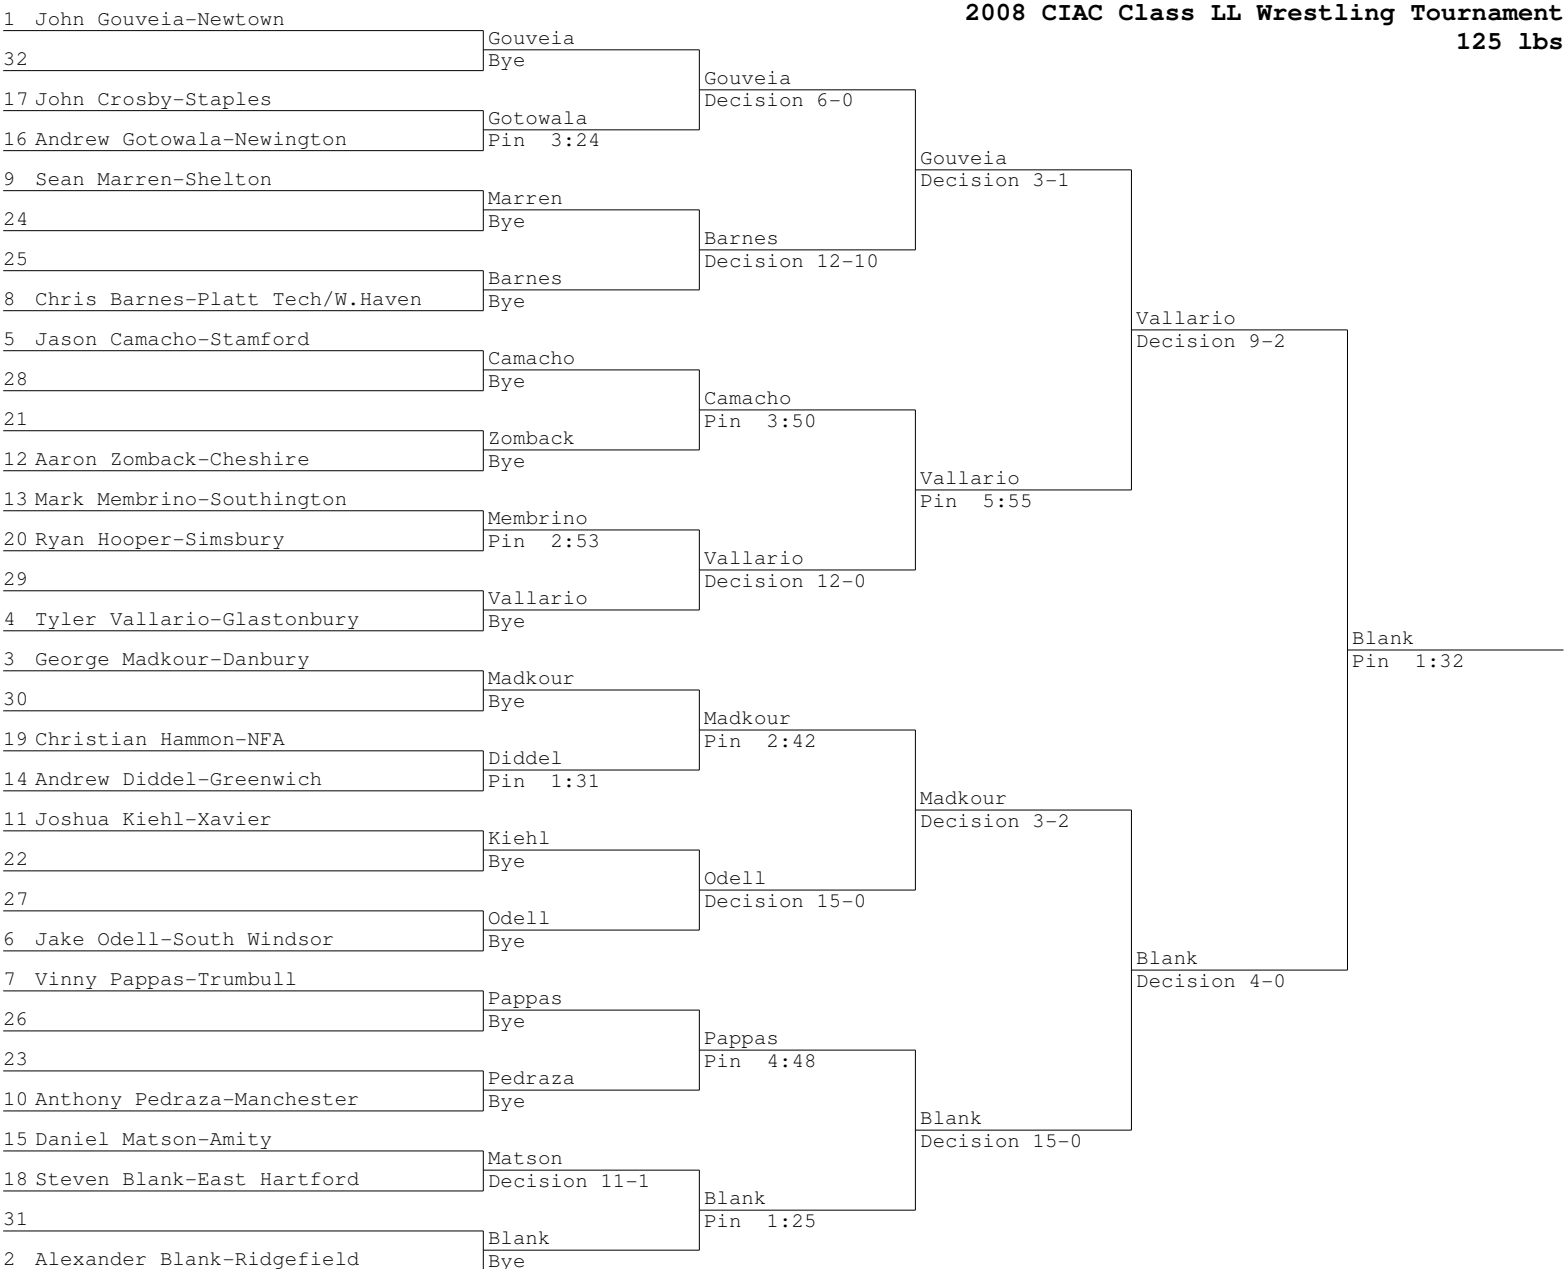 2008 CIAC Class LL Wrestling Tournament
125 lbs
1 John Gouveia-Newtown
32
17 John Crosby-Staples
16 Andrew Gotowala-Newington
9 Sean Marren-Shelton
24
25
8 Chris Barnes-Platt Tech/W.Haven
5 Jason Camacho-Stamford
28
21
12 Aaron Zomback-Cheshire
13 Mark Membrino-Southington
20 Ryan Hooper-Simsbury
29
4 Tyler Vallario-Glastonbury
3 George Madkour-Danbury
30
19 Christian Hammon-NFA
14 Andrew Diddel-Greenwich
11 Joshua Kiehl-Xavier
22
27
6 Jake Odell-South Windsor
7 Vinny Pappas-Trumbull
26
23
10 Anthony Pedraza-Manchester
15 Daniel Matson-Amity
18 Steven Blank-East Hartford
31
2 Alexander Blank-Ridgefield
Gouveia
Bye
Gotowala
Pin 3:24
Marren
Bye
Barnes
Bye
Camacho
Bye
Zomback
Bye
Membrino
Pin 2:53
Vallario
Bye
Madkour
Bye
Diddel
Pin 1:31
Kiehl
Bye
Odell
Bye
Pappas
Bye
Pedraza
Bye
Matson
Decision 11-1
Blank
Bye
Gouveia
Decision 6-0
Barnes
Decision 12-10
Camacho
Pin 3:50
Vallario
Decision 12-0
Madkour
Pin 2:42
Odell
Decision 15-0
Pappas
Pin 4:48
Blank
Pin 1:25
Gouveia
Decision 3-1
Vallario
Pin 5:55
Madkour
Decision 3-2
Blank
Decision 15-0
Vallario
Decision 9-2
Blank
Decision 4-0
Blank
Pin 1:32